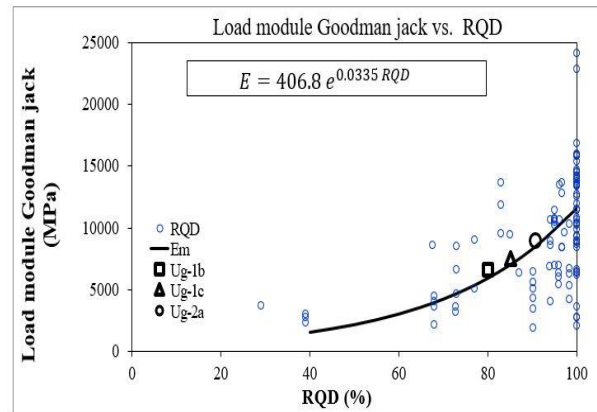 Load module Goodman jack vs. RQD
E = 406.8 e^0.0335 RQD
Load module Goodman jack
(MPa)
25000
20000
15000
10000
5000
0
RQD
Em
Ug-1b
Ug-1c
Ug-2a
0 20 40 60 80 100
RQD (%)